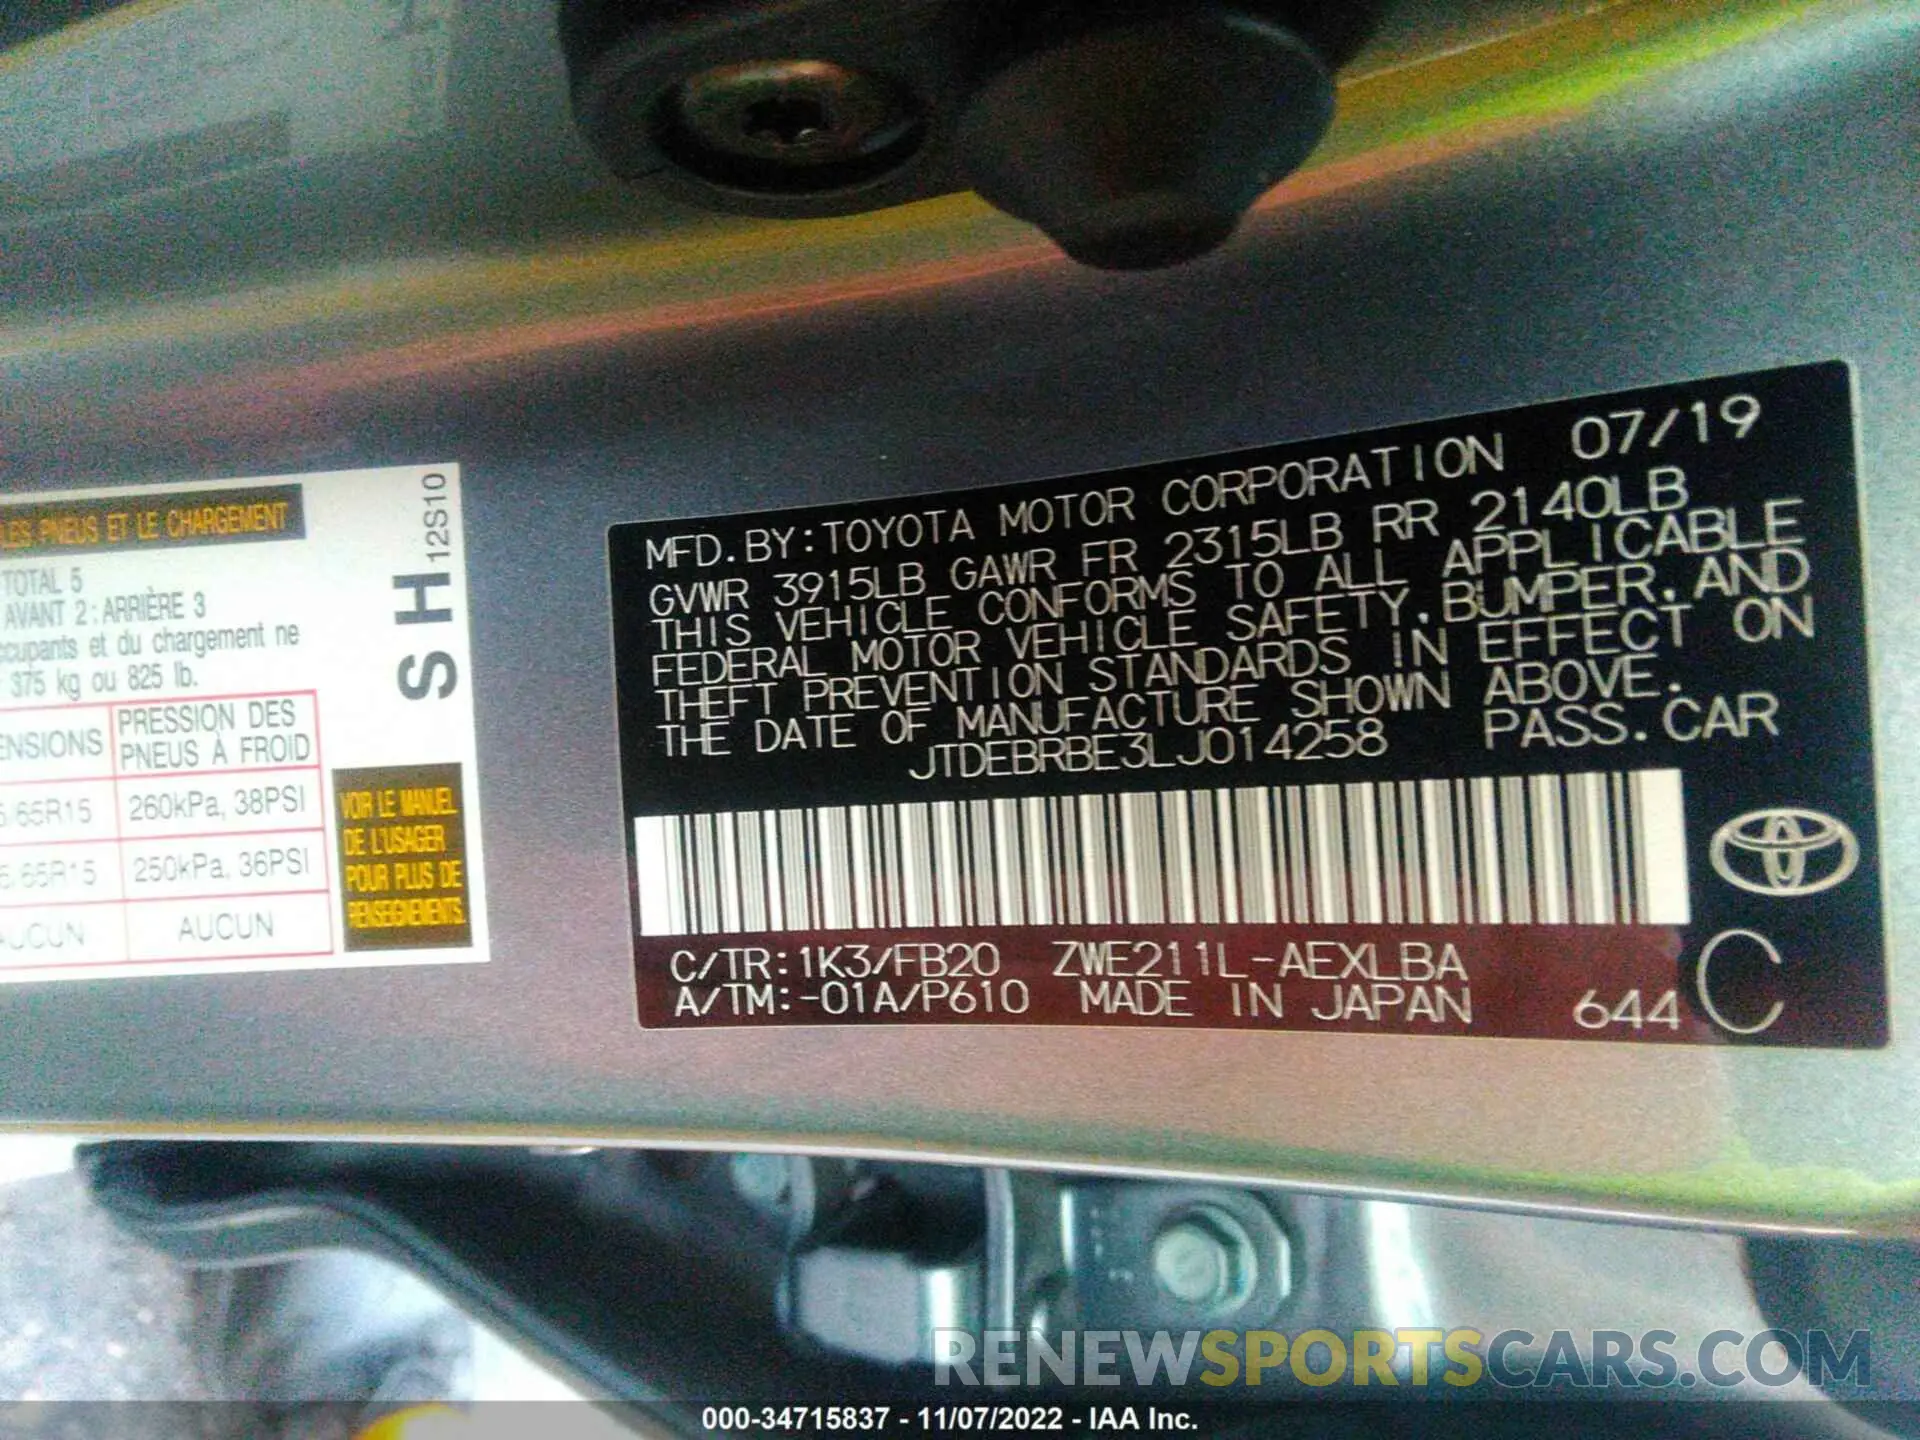 LES PNEUS ET LE CHARGEMENT
TOTAL 5
AVANT 2 : ARRIÈRE 3
ccupants et du chargement ne
375 kg ou 825 lb.
ENSIONS PRESSION DES PNEUS À FROID
5/65R15 260kPa, 38PSI
5/65R15 250kPa, 36PSI
AUCUN AUCUN
SH 12S10
VOIR LE MANUEL
DE L'USAGER
POUR PLUS DE
RENSEIGNEMENTS.
MFD. BY: TOYOTA MOTOR CORPORATION 07/19
GVWR 3915LB GAWR FR 2315LB RR 2140LB
THIS VEHICLE CONFORMS TO ALL APPLICABLE
FEDERAL MOTOR VEHICLE SAFETY, BUMPER, AND
THEFT PREVENTION STANDARDS IN EFFECT ON
THE DATE OF MANUFACTURE SHOWN ABOVE.
JTDEBRBE3LJ014258 PASS. CAR
C/TR: 1K3/FB20 ZWE211L-AEXLBA
A/TM: -01A/P610 MADE IN JAPAN 644 C
RENEWSPORTSCARS.COM
000-34715837 - 11/07/2022 - IAA Inc.